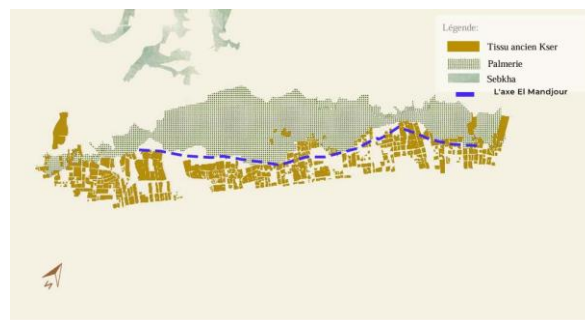 Légende:
Tissu ancien Kser
Palmerie
Sebkha
L'axe El Mandjour